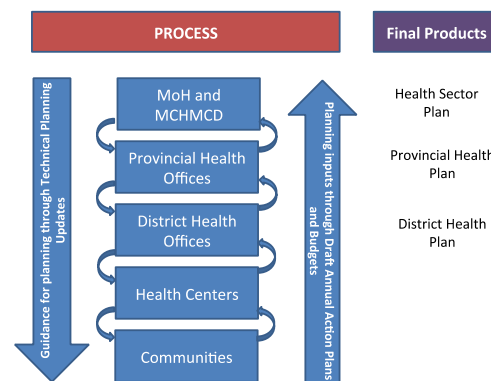 PROCESS
Final Products
MoH and
MCHMCD
Provincial Health
Offices
District Health
Offices
Health Centers
Communities
Guidance for planning through Technical Planning
Updates
Planning inputs through Draft Annual Action Plans
and Budgets
Health Sector
Plan
Provincial Health
Plan
District Health
Plan